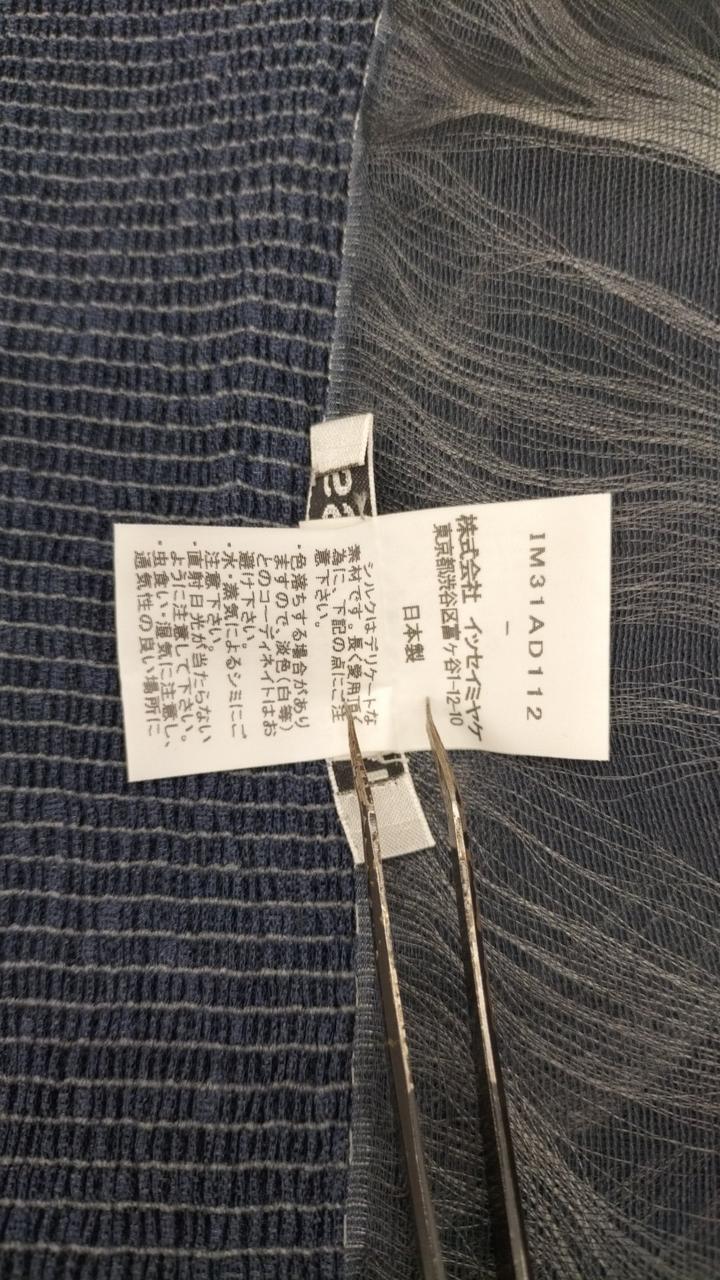 IM31AD112
–
株式会社 イッセイミヤケ
東京都渋谷区富ヶ谷1-12-10
日本製
シルクはデリケートな
素材です。長く愛用頂く
為に、下記の点にご注
意下さい。
・色落ちする場合があり
ますので、淡色(白等)
とのコーディネイトはお
避け下さい。
・水・蒸気によるシミにご
注意下さい。
・直射日光が当たらない
ように注意して下さい。
・虫食い・湿気に注意し、
通気性の良い場所に